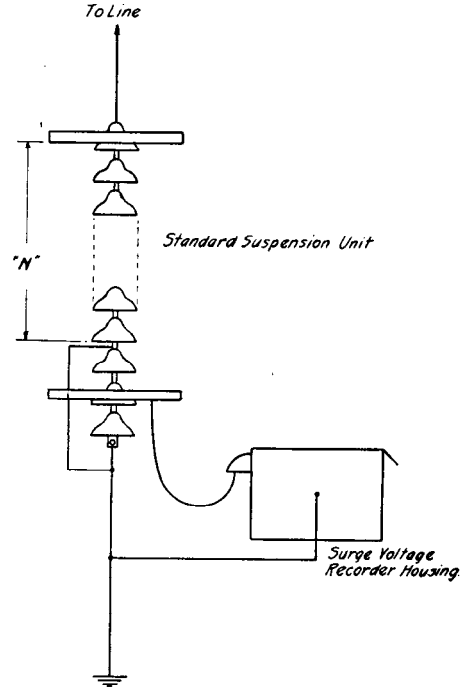 To Line
Standard Suspension Unit
"N"
Surge Voltage
Recorder Housing.